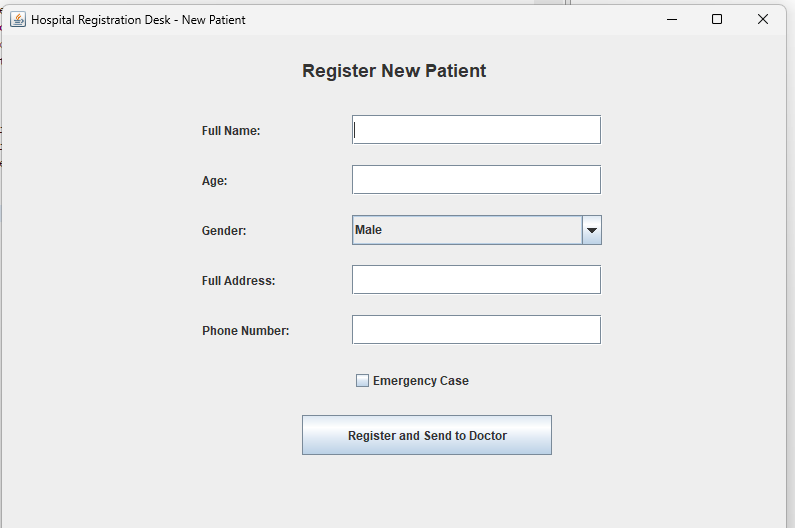 Hospital Registration Desk - New Patient
Register New Patient
Full Name:
Age:
Gender:
Male
Full Address:
Phone Number:
Emergency Case
Register and Send to Doctor